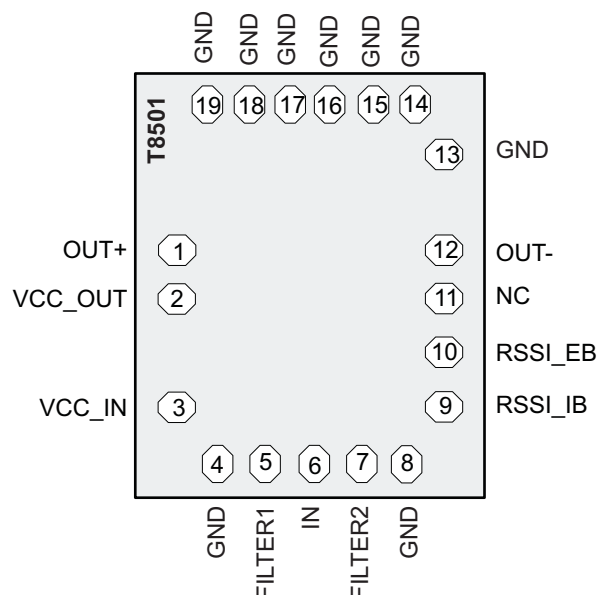 GND GND GND GND GND GND
19 18 17 16 15 14
T8501
13 GND
OUT+ 1
12 OUT-
VCC_OUT 2
11 NC
10 RSSI_EB
VCC_IN 3
9 RSSI_IB
4 5 6 7 8
GND FILTER1 IN FILTER2 GND